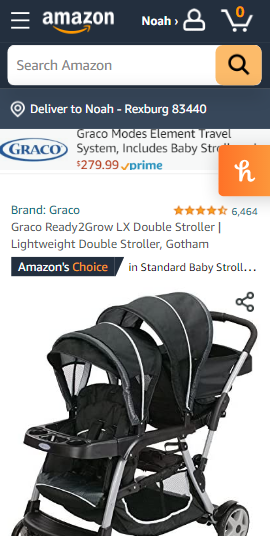 amazon
Noah ›
0
Search Amazon
Deliver to Noah - Rexburg 83440
GRACO
Graco Modes Element Travel
System, Includes Baby Stroll
$279.99 prime
h
Brand: Graco
6,464
Graco Ready2Grow LX Double Stroller |
Lightweight Double Stroller, Gotham
Amazon's Choice in Standard Baby Stroll...